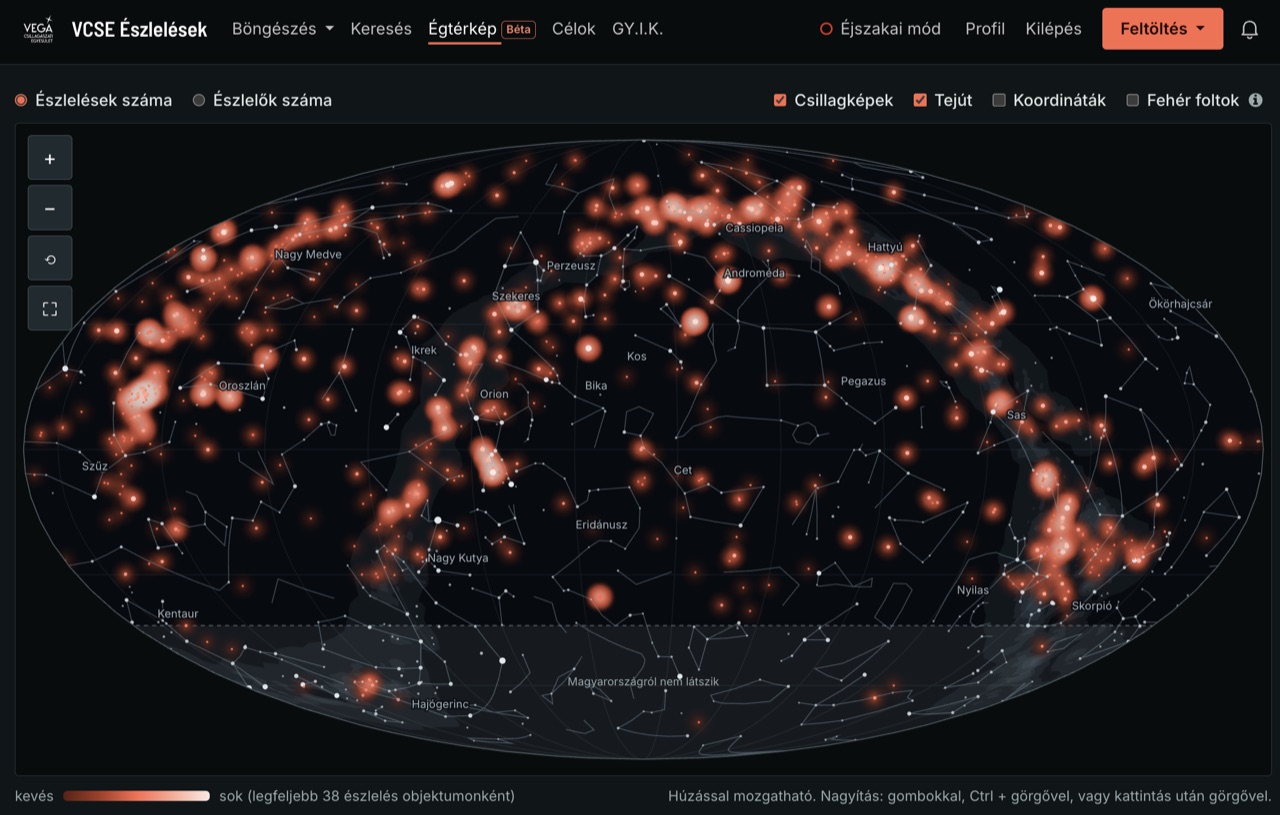 VEGA
CSILLAGÁSZATI
EGYESÜLET
VCSE Észlelések
Böngészés
Keresés
Égtérkép
Béta
Célok
GY.I.K.
Éjszakai mód
Profil
Kilépés
Feltöltés
Észlelések száma
Észlelők száma
Csillagképek
Tejút
Koordináták
Fehér foltok
+
−
Cassiopeia
Hattyú
Nagy Medve
Perzeusz
Androméda
Szekeres
Ökörhajcsár
Ikrek
Kos
Oroszlán
Bika
Pegazus
Orion
Sas
Szűz
Cet
Eridánusz
Nagy Kutya
Nyilas
Skorpió
Kentaur
Magyarországról nem látszik
Hajógerinc
kevés
sok (legfeljebb 38 észlelés objektumonként)
Húzással mozgatható. Nagyítás: gombokkal, Ctrl + görgővel, vagy kattintás után görgővel.